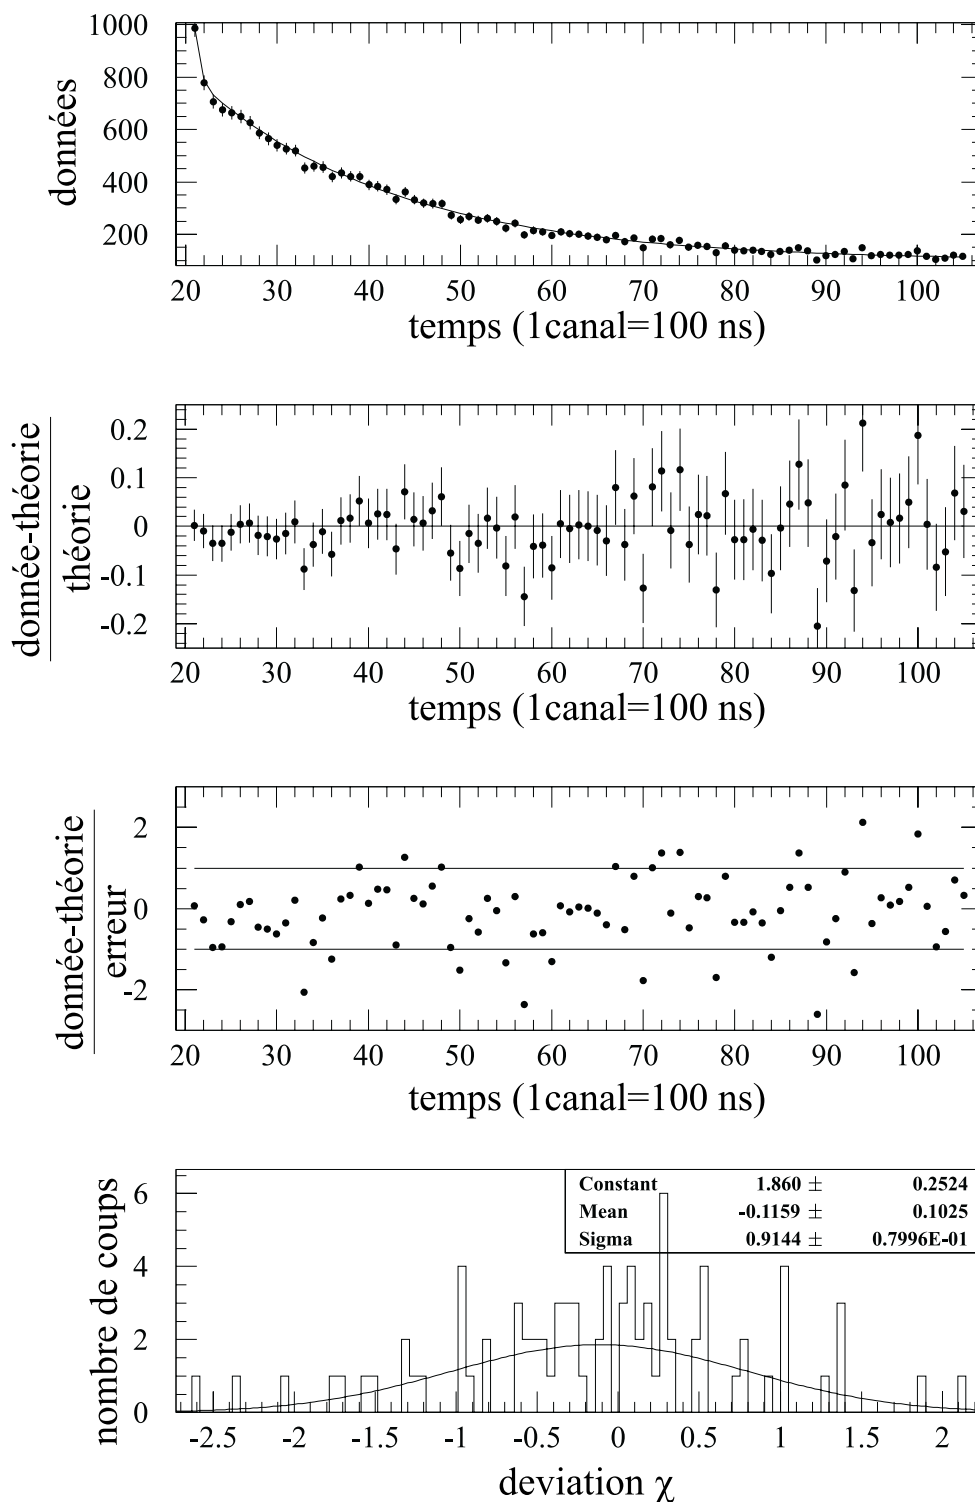 1000
800
600
400
200
données
20 30 40 50 60 70 80 90 100
temps (1canal=100 ns)
0.2
0.1
0
-0.1
-0.2
donnée-théorie
théorie
20 30 40 50 60 70 80 90 100
temps (1canal=100 ns)
2
0
-2
donnée-théorie
erreur
20 30 40 50 60 70 80 90 100
temps (1canal=100 ns)
Constant 1.860 ± 0.2524
Mean -0.1159 ± 0.1025
Sigma 0.9144 ± 0.7996E-01
6
4
2
0
nombre de coups
-2.5 -2 -1.5 -1 -0.5 0 0.5 1 1.5 2
deviation χ